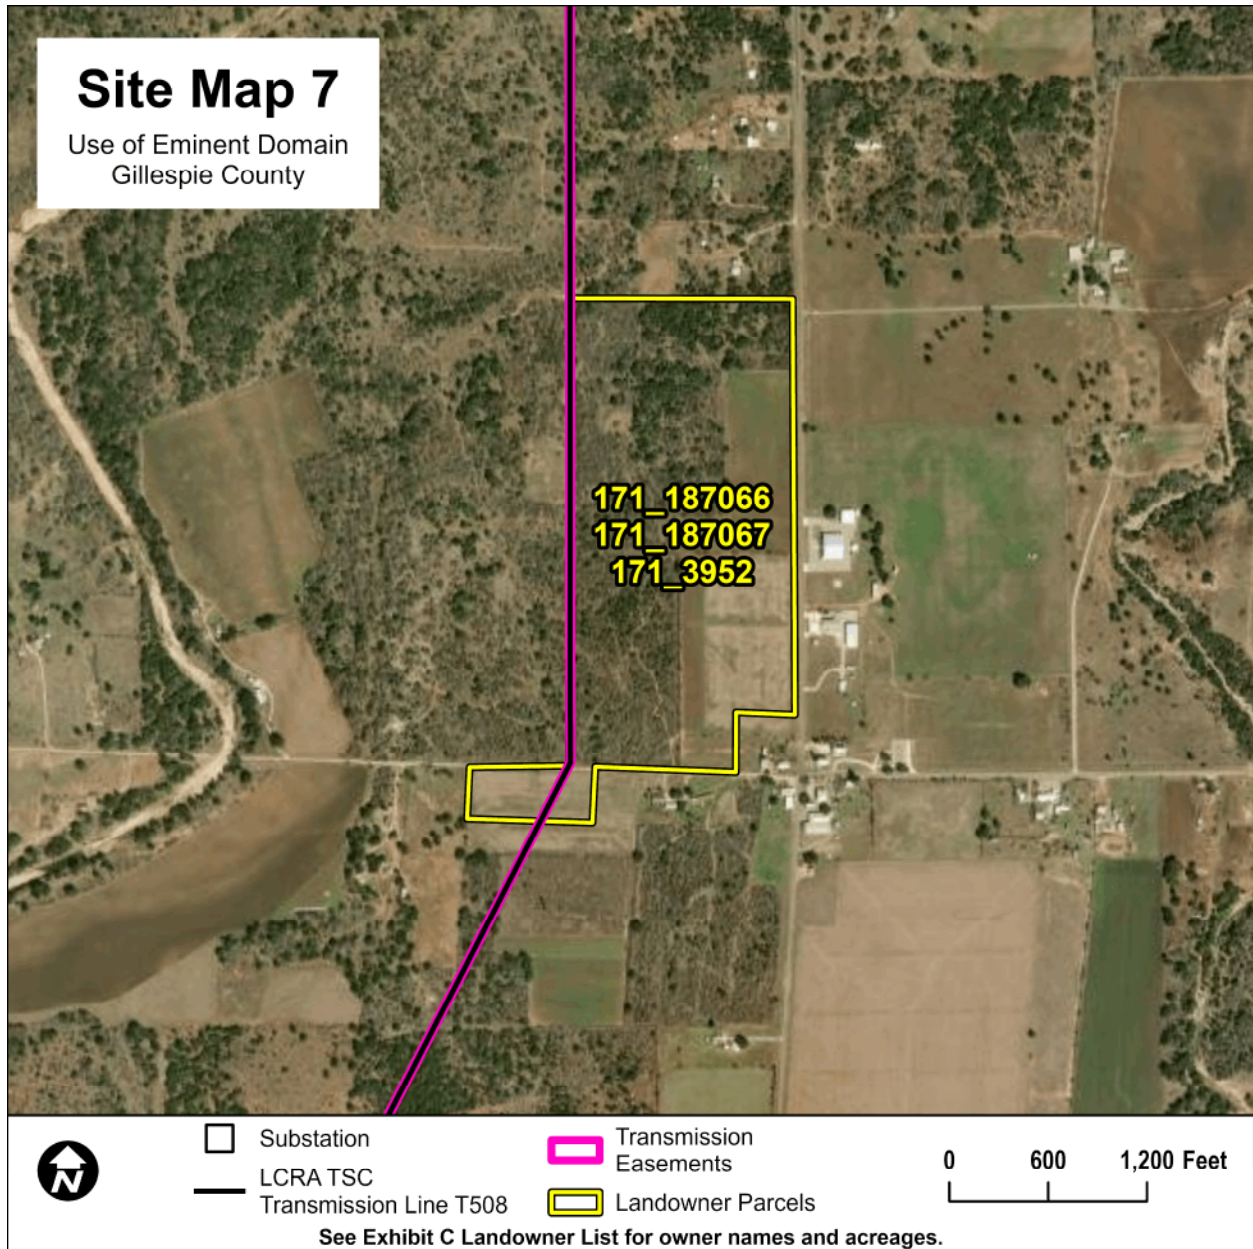 Site Map 7
Use of Eminent Domain
Gillespie County
171_187066
171_187067
171_3952
N
Substation
LCRA TSC
Transmission Line T508
Transmission
Easements
Landowner Parcels
0 600 1,200 Feet
See Exhibit C Landowner List for owner names and acreages.